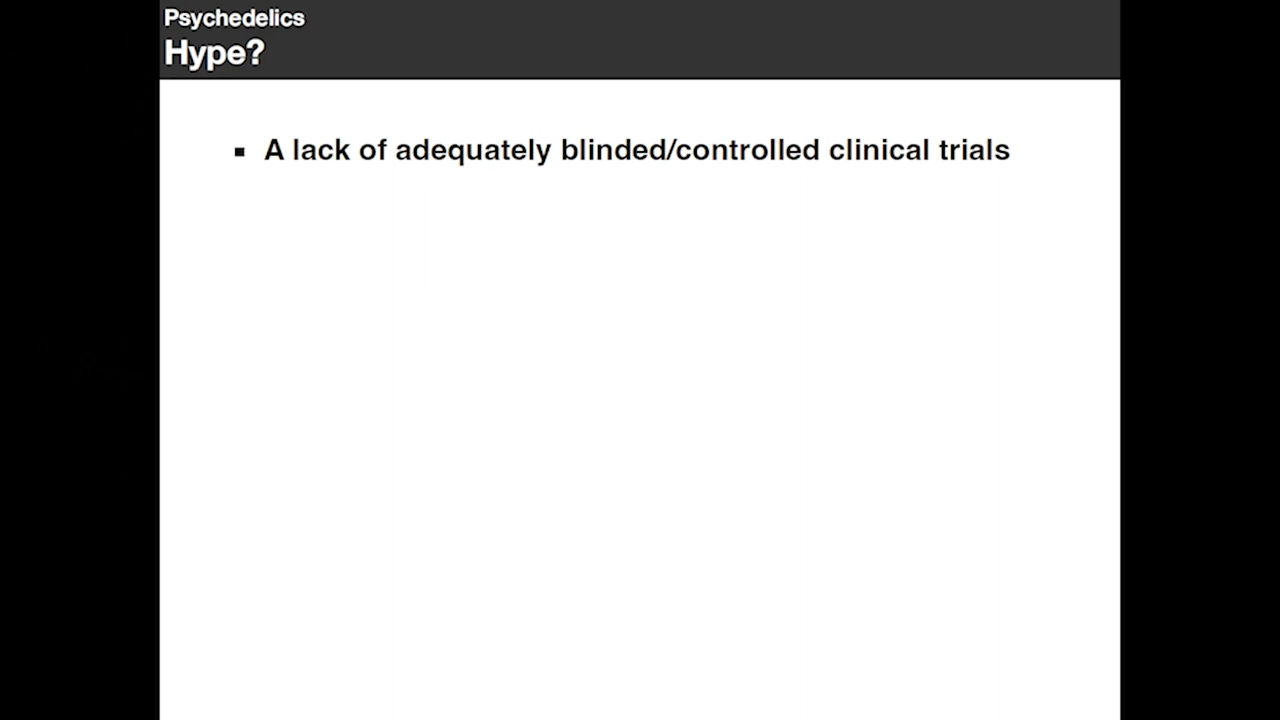 Psychedelics
Hype?
▪ A lack of adequately blinded/controlled clinical trials